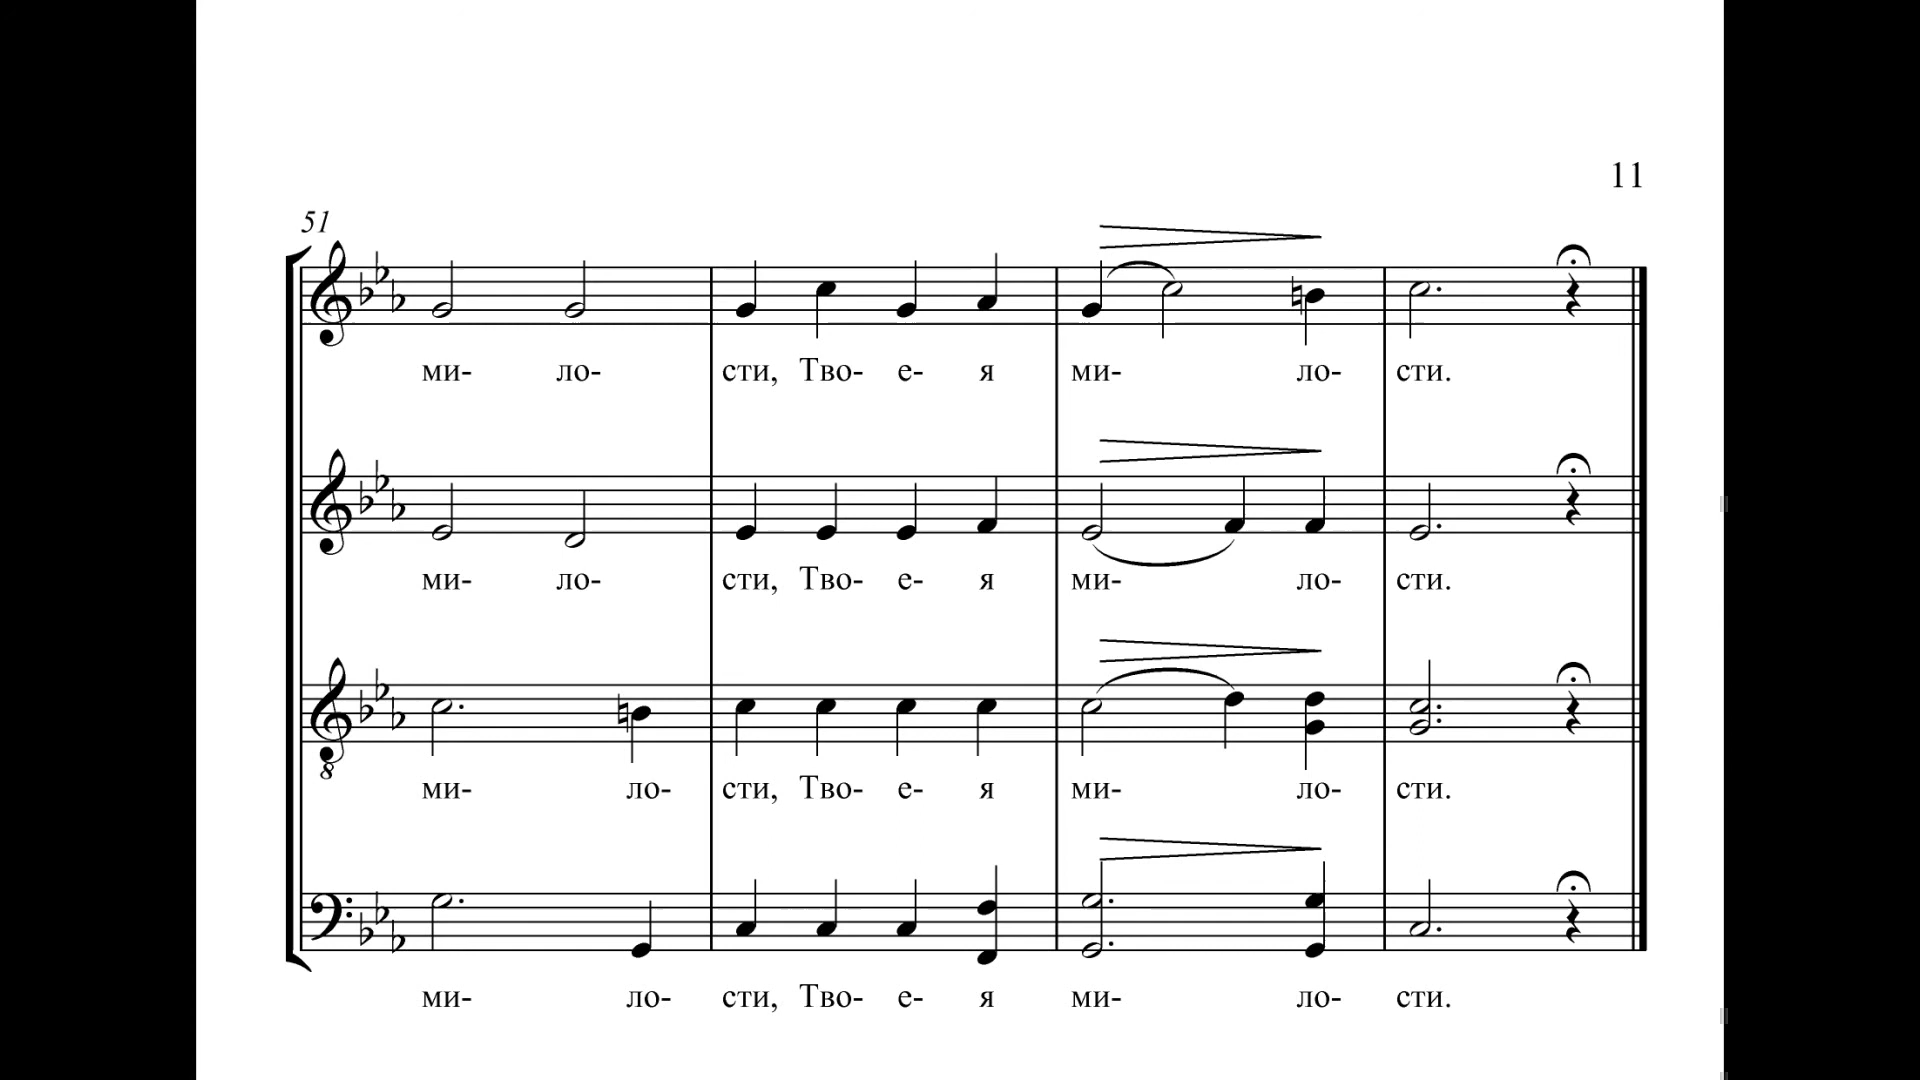 11
51
ми- ло- сти, Тво- е- я ми- ло- сти.
ми- ло- сти, Тво- е- я ми- ло- сти.
8
ми- ло- сти, Тво- е- я ми- ло- сти.
ми- ло- сти, Тво- е- я ми- ло- сти.